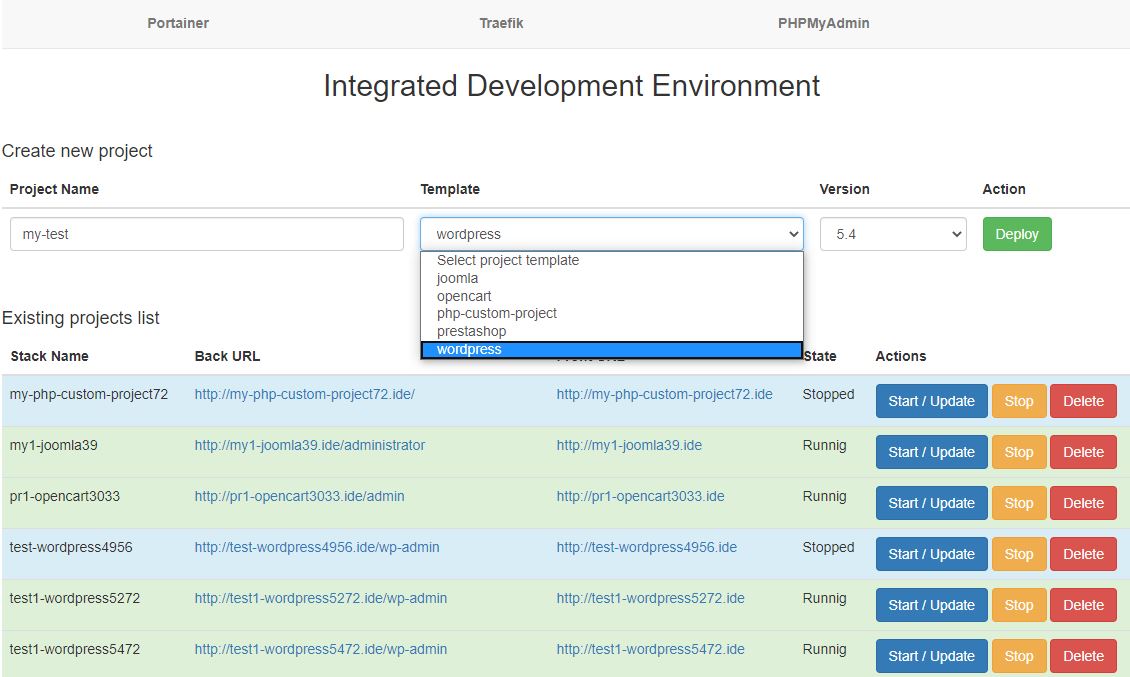 Portainer Traefik PHPMyAdmin
Integrated Development Environment
Create new project
Project Name Template Version Action
my-test wordpress 5.4 Deploy
Select project template
joomla
opencart
php-custom-project
prestashop
wordpress
Existing projects list
Stack Name Back URL State Actions
my-php-custom-project72 http://my-php-custom-project72.ide/ http://my-php-custom-project72.ide Stopped Start / Update Stop Delete
my1-joomla39 http://my1-joomla39.ide/administrator http://my1-joomla39.ide Runnig Start / Update Stop Delete
pr1-opencart3033 http://pr1-opencart3033.ide/admin http://pr1-opencart3033.ide Runnig Start / Update Stop Delete
test-wordpress4956 http://test-wordpress4956.ide/wp-admin http://test-wordpress4956.ide Stopped Start / Update Stop Delete
test1-wordpress5272 http://test1-wordpress5272.ide/wp-admin http://test1-wordpress5272.ide Runnig Start / Update Stop Delete
test1-wordpress5472 http://test1-wordpress5472.ide/wp-admin http://test1-wordpress5472.ide Runnig Start / Update Stop Delete